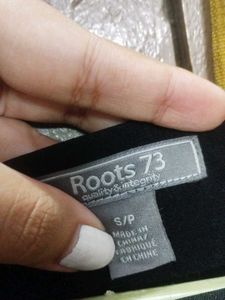 Roots 73
quality & integrity
S/P
MADE IN
CHINA/
FABRIQUÉ
EN CHINE